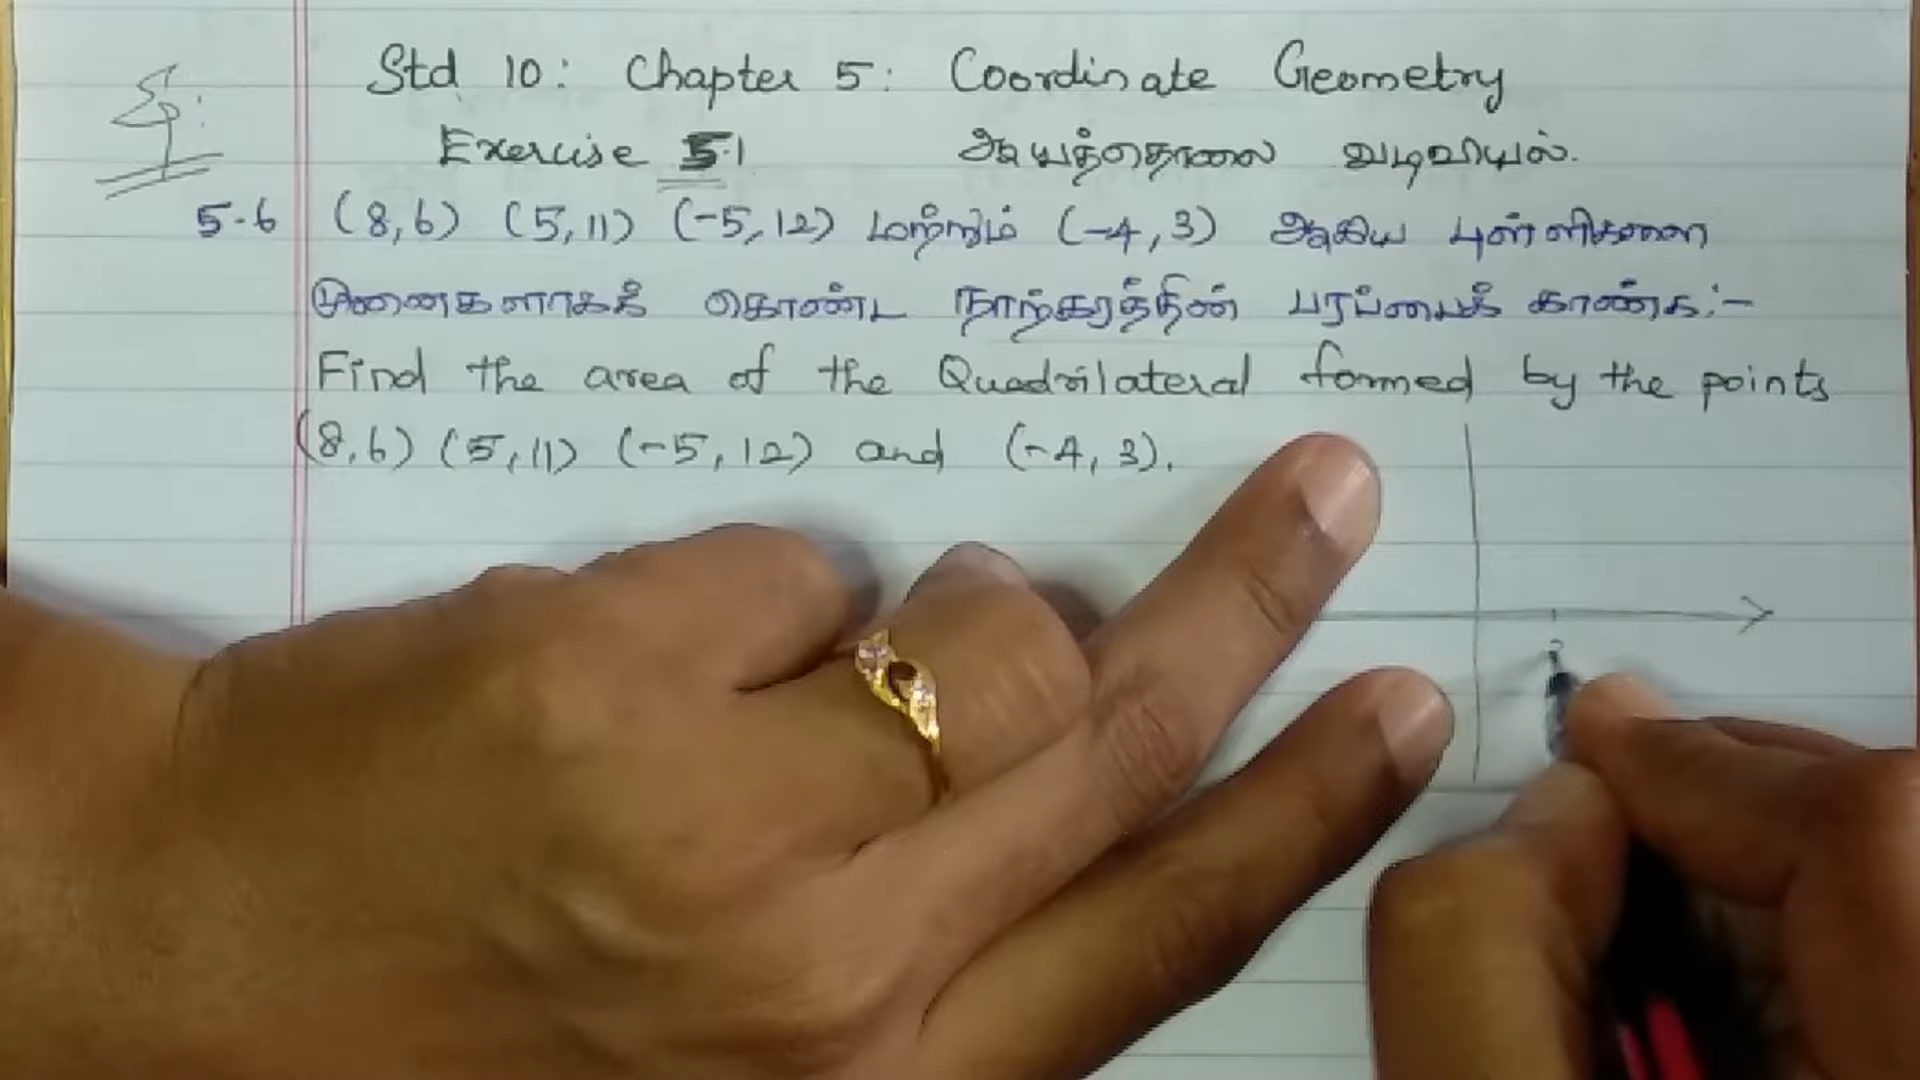 Std 10: Chapter 5: Coordinate Geometry
Exercise 5.1 ஆயத்தொலை வடிவியல்.
5.6 (8,6) (5,11) (-5,12) மற்றும் (-4,3) ஆகிய புள்ளிகளை
முனைகளாகக் கொண்ட நாற்கரத்தின் பரப்பைக் காண்க:-
Find the area of the Quadrilateral formed by the points
(8,6) (5,11) (-5,12) and (-4,3).